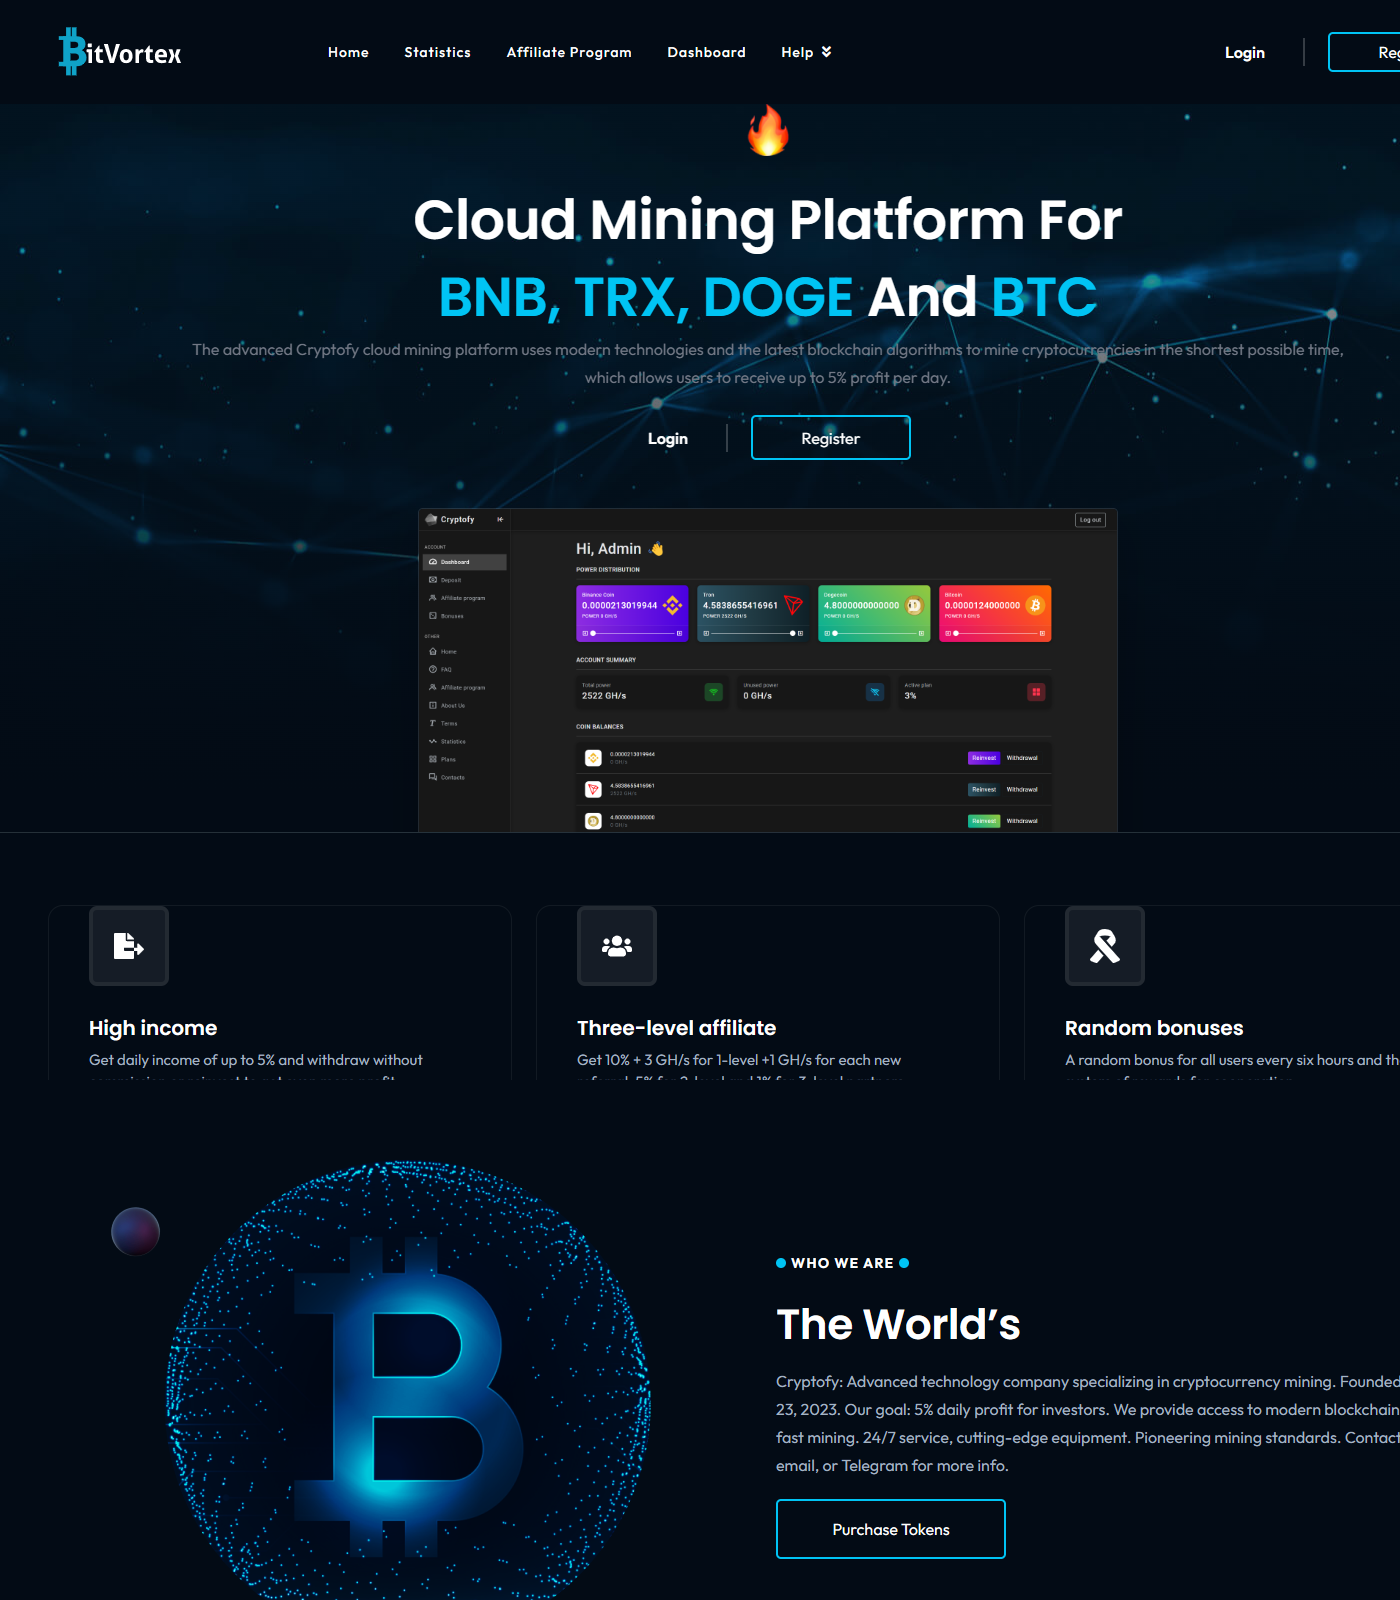 BitVortex
Home Statistics Affiliate Program Dashboard Help
Login
Reg
Cloud Mining Platform For
BNB, TRX, DOGE And BTC
The advanced Cryptofy cloud mining platform uses modern technologies and the latest blockchain algorithms to mine cryptocurrencies in the shortest possible time,
which allows users to receive up to 5% profit per day.
Login Register
Cryptofy
Log out
ACCOUNT
Dashboard
Deposit
Affiliate program
Bonuses
OTHER
Home
FAQ
Affiliate program
About Us
Terms
Statistics
Plans
Contacts
Hi, Admin
POWER DISTRIBUTION
Binance Coin
0.0000213019944
POWER 0 GH/S
Tron
4.5838655416961
POWER 2522 GH/S
Dogecoin
4.8000000000000
POWER 0 GH/S
Bitcoin
0.0000124000000
POWER 0 GH/S
ACCOUNT SUMMARY
Total power
2522 GH/s
Unused power
0 GH/s
Active plan
3%
COIN BALANCES
0.0000213019944
0 GH/s
Reinvest Withdrawal
4.5838655416961
2522 GH/s
Reinvest Withdrawal
4.8000000000000
0 GH/s
Reinvest Withdrawal
High income
Get daily income of up to 5% and withdraw without
Three-level affiliate
Get 10% + 3 GH/s for 1-level +1 GH/s for each new
Random bonuses
A random bonus for all users every six hours and th
WHO WE ARE
The World's
Cryptofy: Advanced technology company specializing in cryptocurrency mining. Founded
23, 2023. Our goal: 5% daily profit for investors. We provide access to modern blockchain
fast mining. 24/7 service, cutting-edge equipment. Pioneering mining standards. Contact
email, or Telegram for more info.
Purchase Tokens